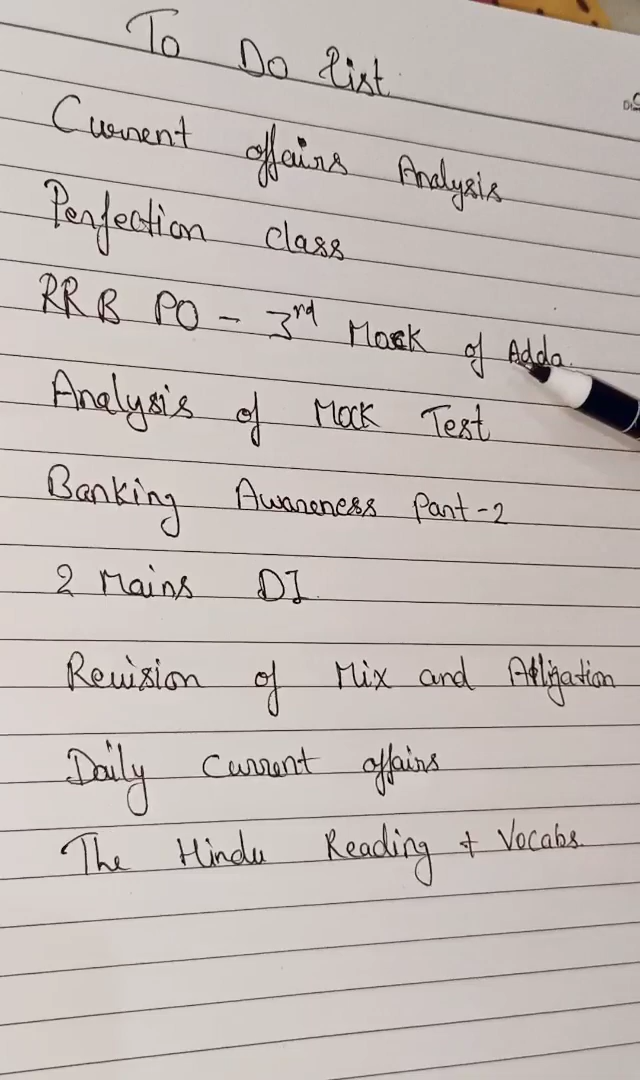 To Do list
Current affairs Analysis
Perfection class
RRB PO - 3rd Mock of Adda
Analysis of Mock Test
Banking Awareness Part-2
2 Mains DI
Revision of Mix and Alligation
Daily Current affairs
The Hindu Reading + Vocabs.